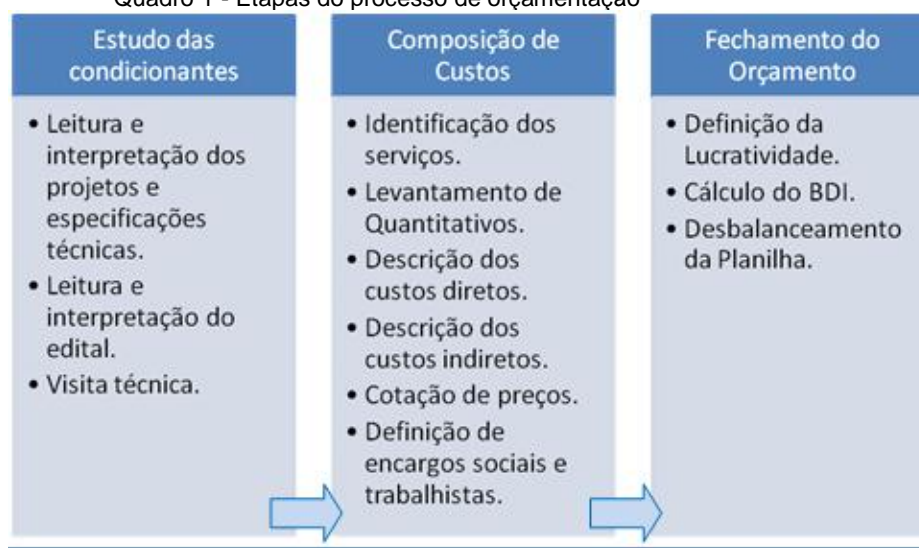 Quadro 1 - Etapas do processo de orçamentação
Estudo das
condicionantes
• Leitura e
interpretação dos
projetos e
especificações
técnicas.
• Leitura e
interpretação do
edital.
• Visita técnica.
Composição de
Custos
• Identificação dos
serviços.
• Levantamento de
Quantitativos.
• Descrição dos
custos diretos.
• Descrição dos
custos indiretos.
• Cotação de preços.
• Definição de
encargos sociais e
trabalhistas.
Fechamento do
Orçamento
• Definição da
Lucratividade.
• Cálculo do BDI.
• Desbalanceamento
da Planilha.